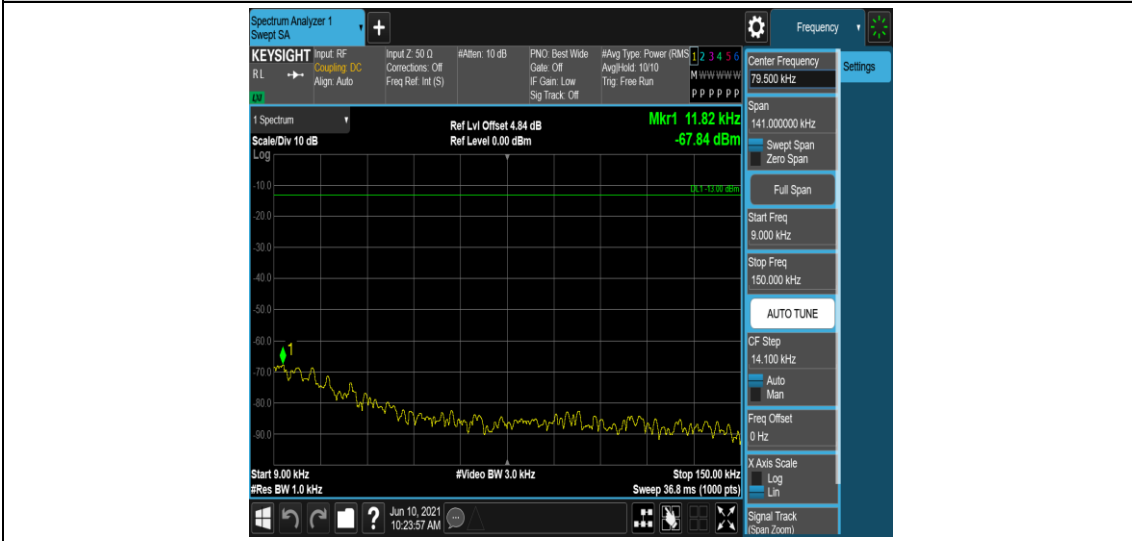 Spectrum Analyzer 1
Swept SA
+
Frequency
KEYSIGHT
RL
Input: RF
Coupling: DC
Align: Auto
Input Z: 50 Ω
Corrections: Off
Freq Ref: Int (S)
#Atten: 10 dB
PNO: Best Wide
Gate: Off
IF Gain: Low
Sig Track: Off
#Avg Type: Power (RMS
Avg|Hold: 10/10
Trig: Free Run
1 2 3 4 5 6
M W W W W W
P P P P P P
1 Spectrum
Scale/Div 10 dB
Log
Ref Lvl Offset 4.84 dB
Ref Level 0.00 dBm
Mkr1 11.82 kHz
-67.84 dBm
DL1 -13.00 dBm
-10.0
-20.0
-30.0
-40.0
-50.0
-60.0
-70.0
-80.0
-90.0
1
Start 9.00 kHz
#Res BW 1.0 kHz
#Video BW 3.0 kHz
Stop 150.00 kHz
Sweep 36.8 ms (1000 pts)
?
Jun 10, 2021
10:23:57 AM
Center Frequency
79.500 kHz
Settings
Span
141.000000 kHz
Swept Span
Zero Span
Full Span
Start Freq
9.000 kHz
Stop Freq
150.000 kHz
AUTO TUNE
CF Step
14.100 kHz
Auto
Man
Freq Offset
0 Hz
X Axis Scale
Log
Lin
Signal Track
(Span Zoom)